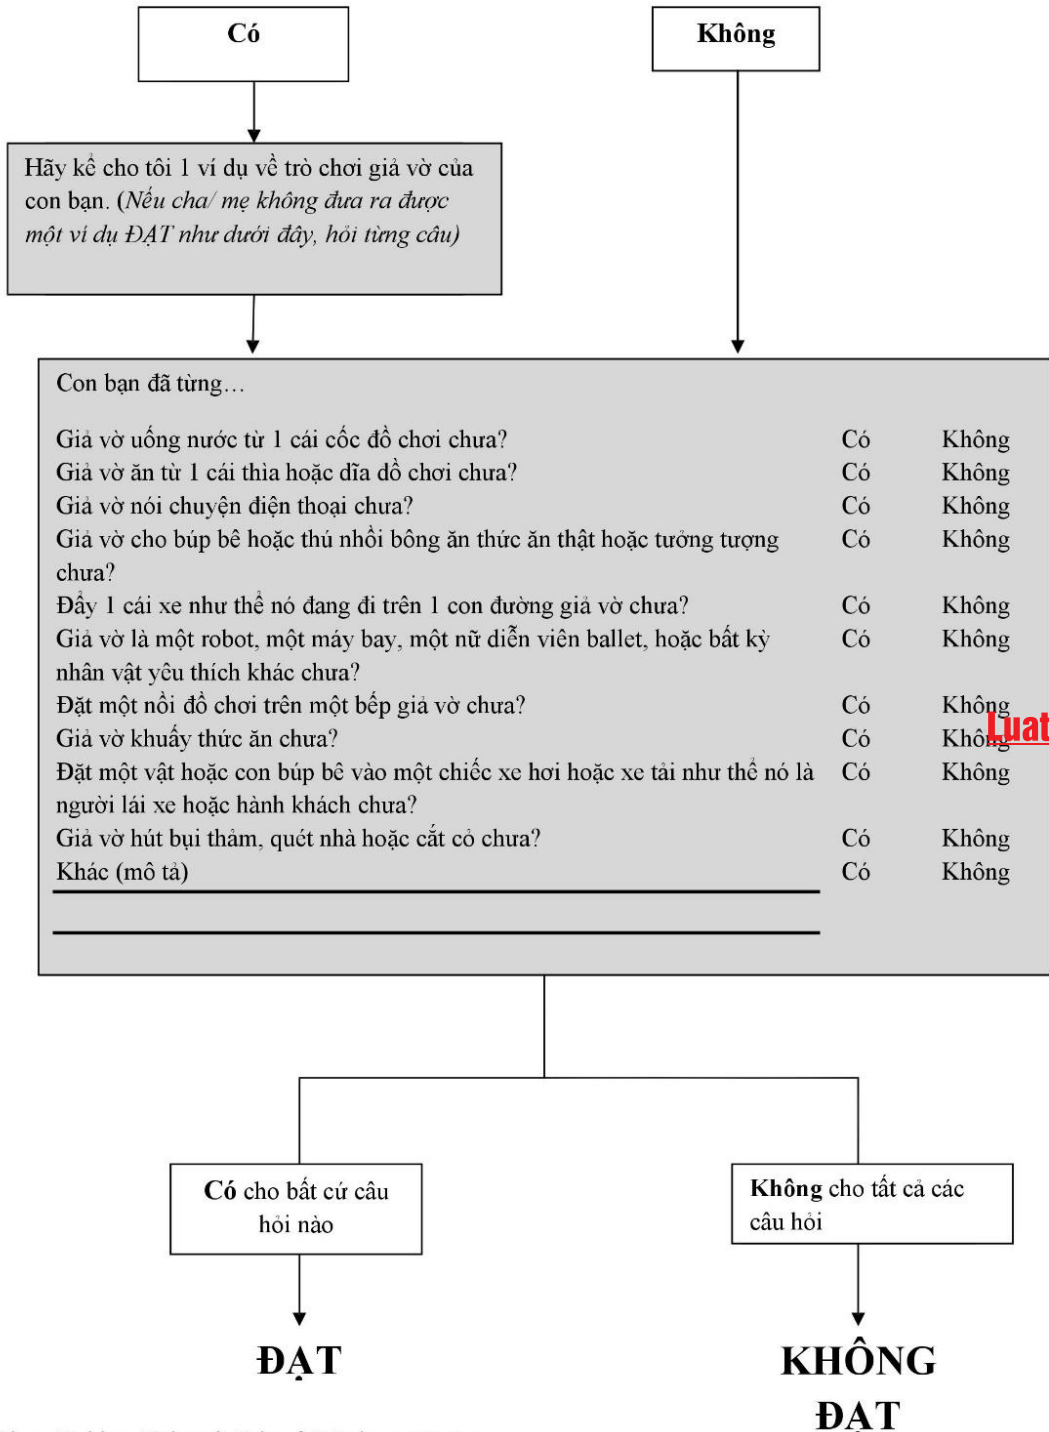 Có
Không
Hãy kể cho tôi 1 ví dụ về trò chơi giả vờ của
con bạn. (Nếu cha/ mẹ không đưa ra được
một ví dụ ĐẠT như dưới đây, hỏi từng câu)
Con bạn đã từng…
Giả vờ uống nước từ 1 cái cốc đồ chơi chưa? Có Không
Giả vờ ăn từ 1 cái thìa hoặc dĩa đồ chơi chưa? Có Không
Giả vờ nói chuyện điện thoại chưa? Có Không
Giả vờ cho búp bê hoặc thú nhồi bông ăn thức ăn thật hoặc tưởng tượng Có Không
chưa?
Đẩy 1 cái xe như thể nó đang đi trên 1 con đường giả vờ chưa? Có Không
Giả vờ là một robot, một máy bay, một nữ diễn viên ballet, hoặc bất kỳ Có Không
nhân vật yêu thích khác chưa?
Đặt một nồi đồ chơi trên một bếp giả vờ chưa? Có Không
Luat
Giả vờ khuấy thức ăn chưa? Có Không
Đặt một vật hoặc con búp bê vào một chiếc xe hơi hoặc xe tải như thể nó là Có Không
người lái xe hoặc hành khách chưa?
Giả vờ hút bụi thảm, quét nhà hoặc cắt cỏ chưa? Có Không
Khác (mô tả) Có Không
Có cho bất cứ câu
hỏi nào
Không cho tất cả các
câu hỏi
ĐẠT
KHÔNG
ĐẠT